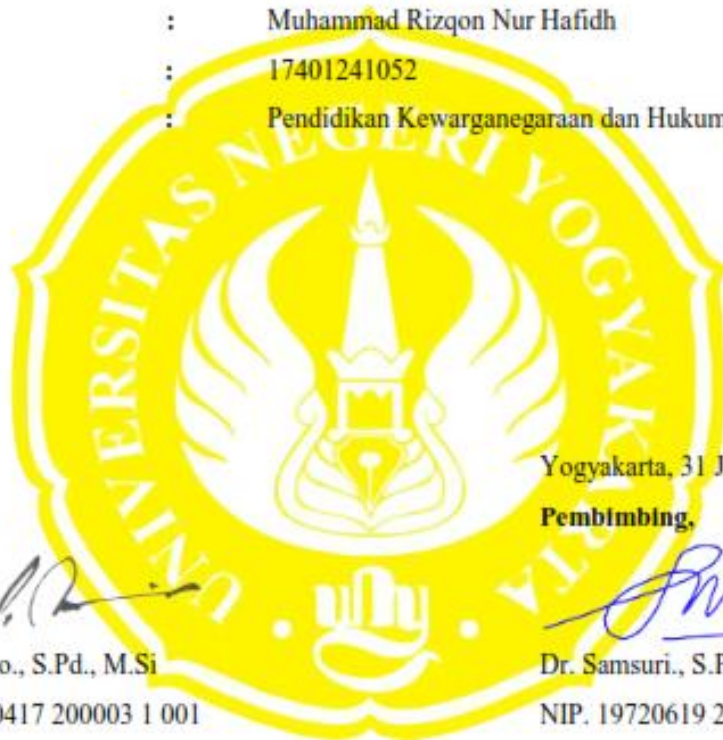 : Muhammad Rizqon Nur Hafidh
: 17401241052
: Pendidikan Kewarganegaraan dan Hukum
UNIVERSITAS NEGERI YOGYAKARTA
Yogyakarta, 31 J
Pembimbing,
uny
o., S.Pd., M.Si
Dr. Samsuri., S.P
0417 200003 1 001
NIP. 19720619 2